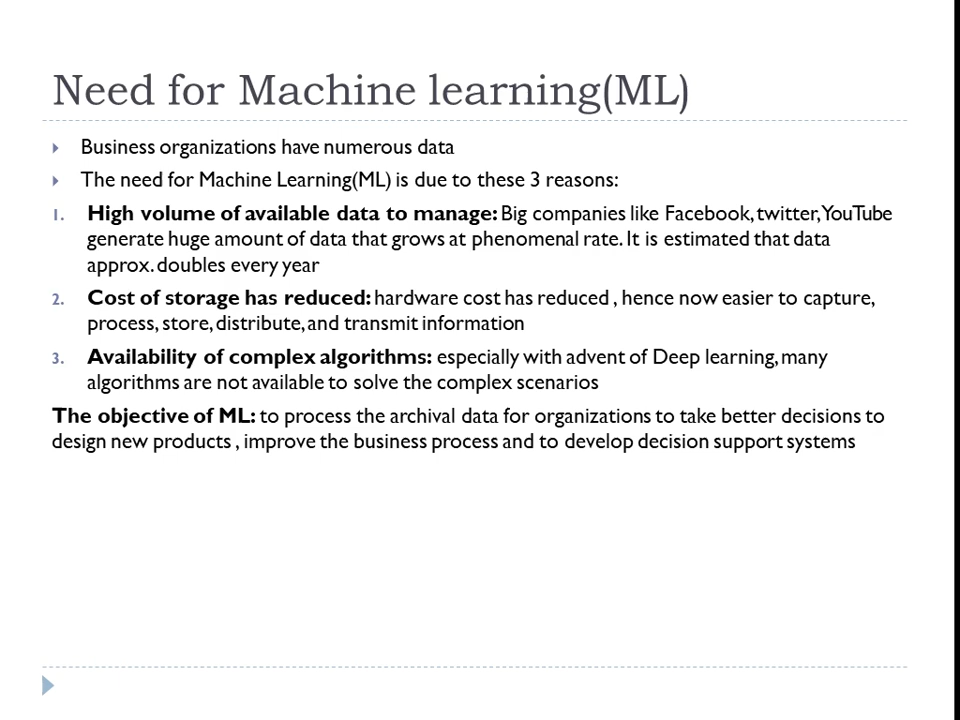 Need for Machine learning(ML)
Business organizations have numerous data
The need for Machine Learning(ML) is due to these 3 reasons:
1. High volume of available data to manage: Big companies like Facebook, twitter, YouTube
generate huge amount of data that grows at phenomenal rate. It is estimated that data
approx. doubles every year
2. Cost of storage has reduced: hardware cost has reduced , hence now easier to capture,
process, store, distribute, and transmit information
3. Availability of complex algorithms: especially with advent of Deep learning, many
algorithms are not available to solve the complex scenarios
The objective of ML: to process the archival data for organizations to take better decisions to
design new products , improve the business process and to develop decision support systems